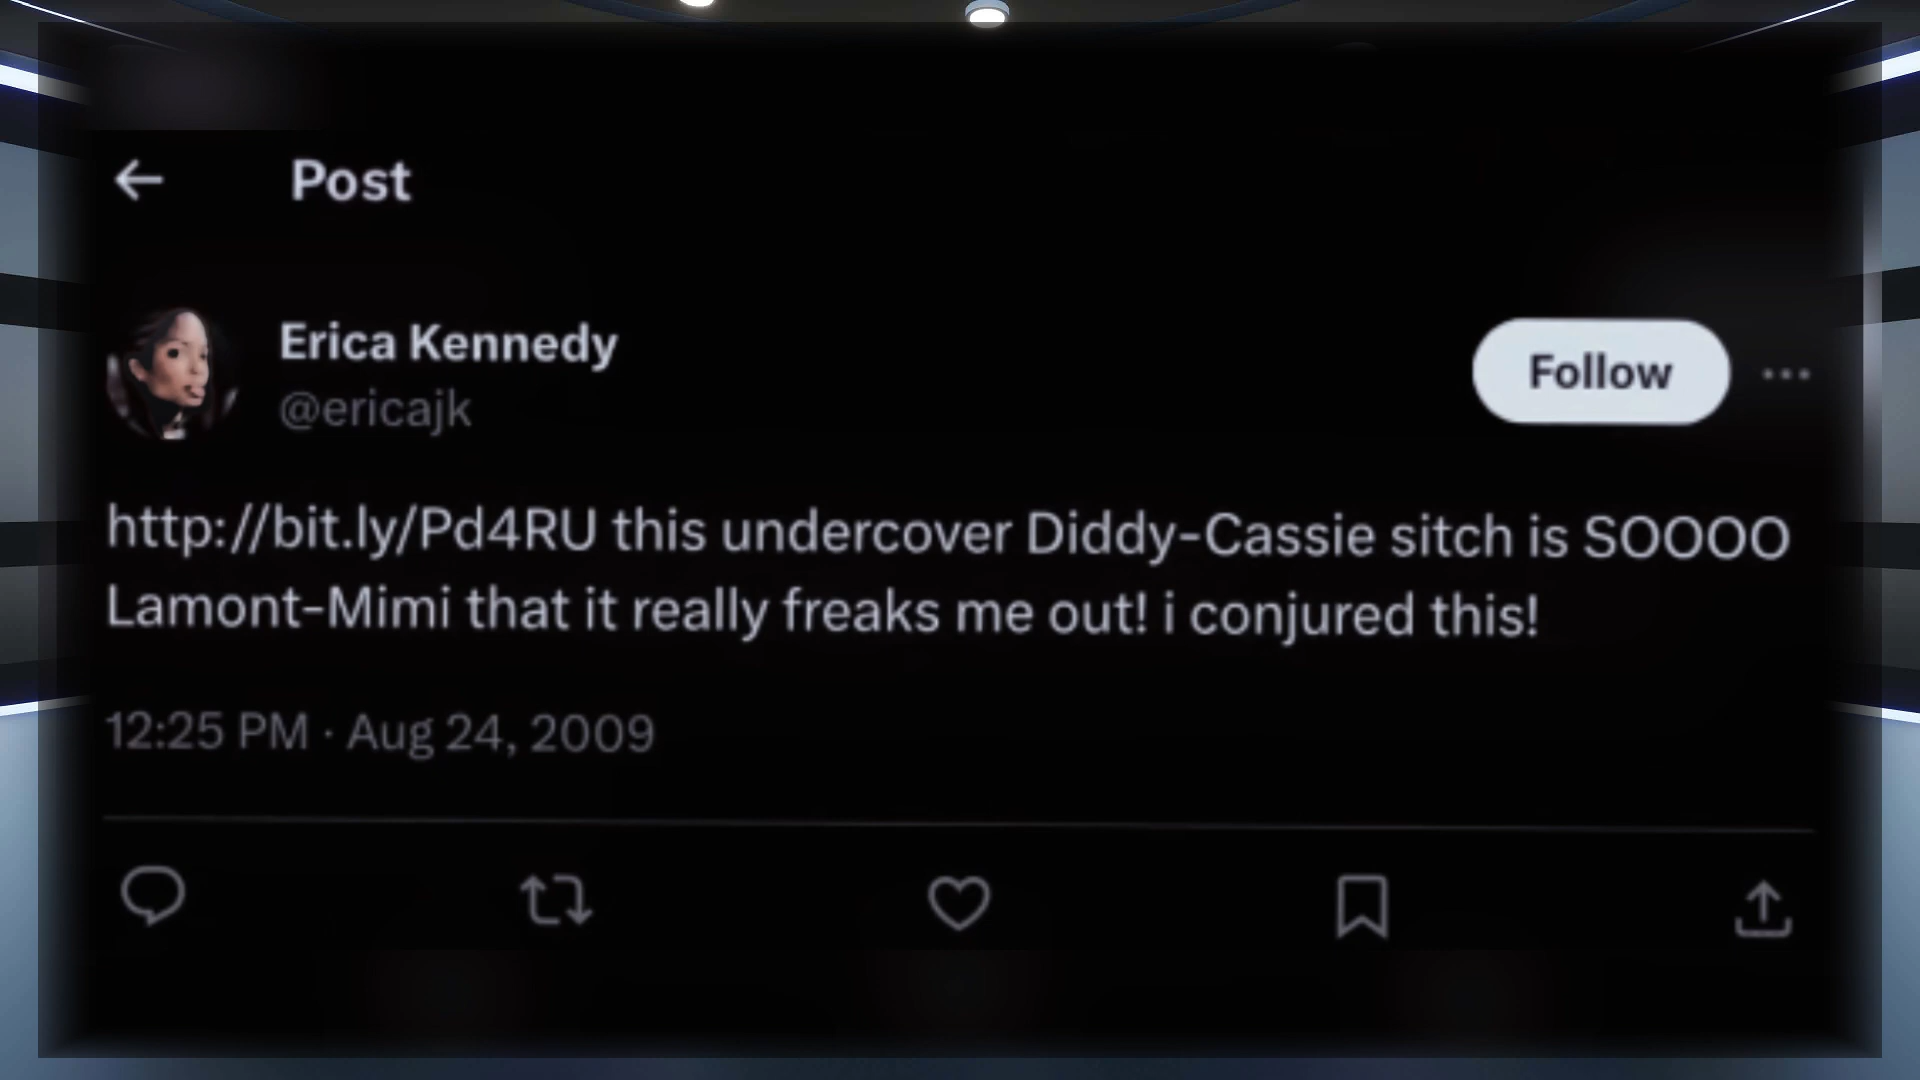 Post
Erica Kennedy
@ericajk
Follow
http://bit.ly/Pd4RU this undercover Diddy-Cassie sitch is SOOOO
Lamont-Mimi that it really freaks me out! i conjured this!
12:25 PM · Aug 24, 2009